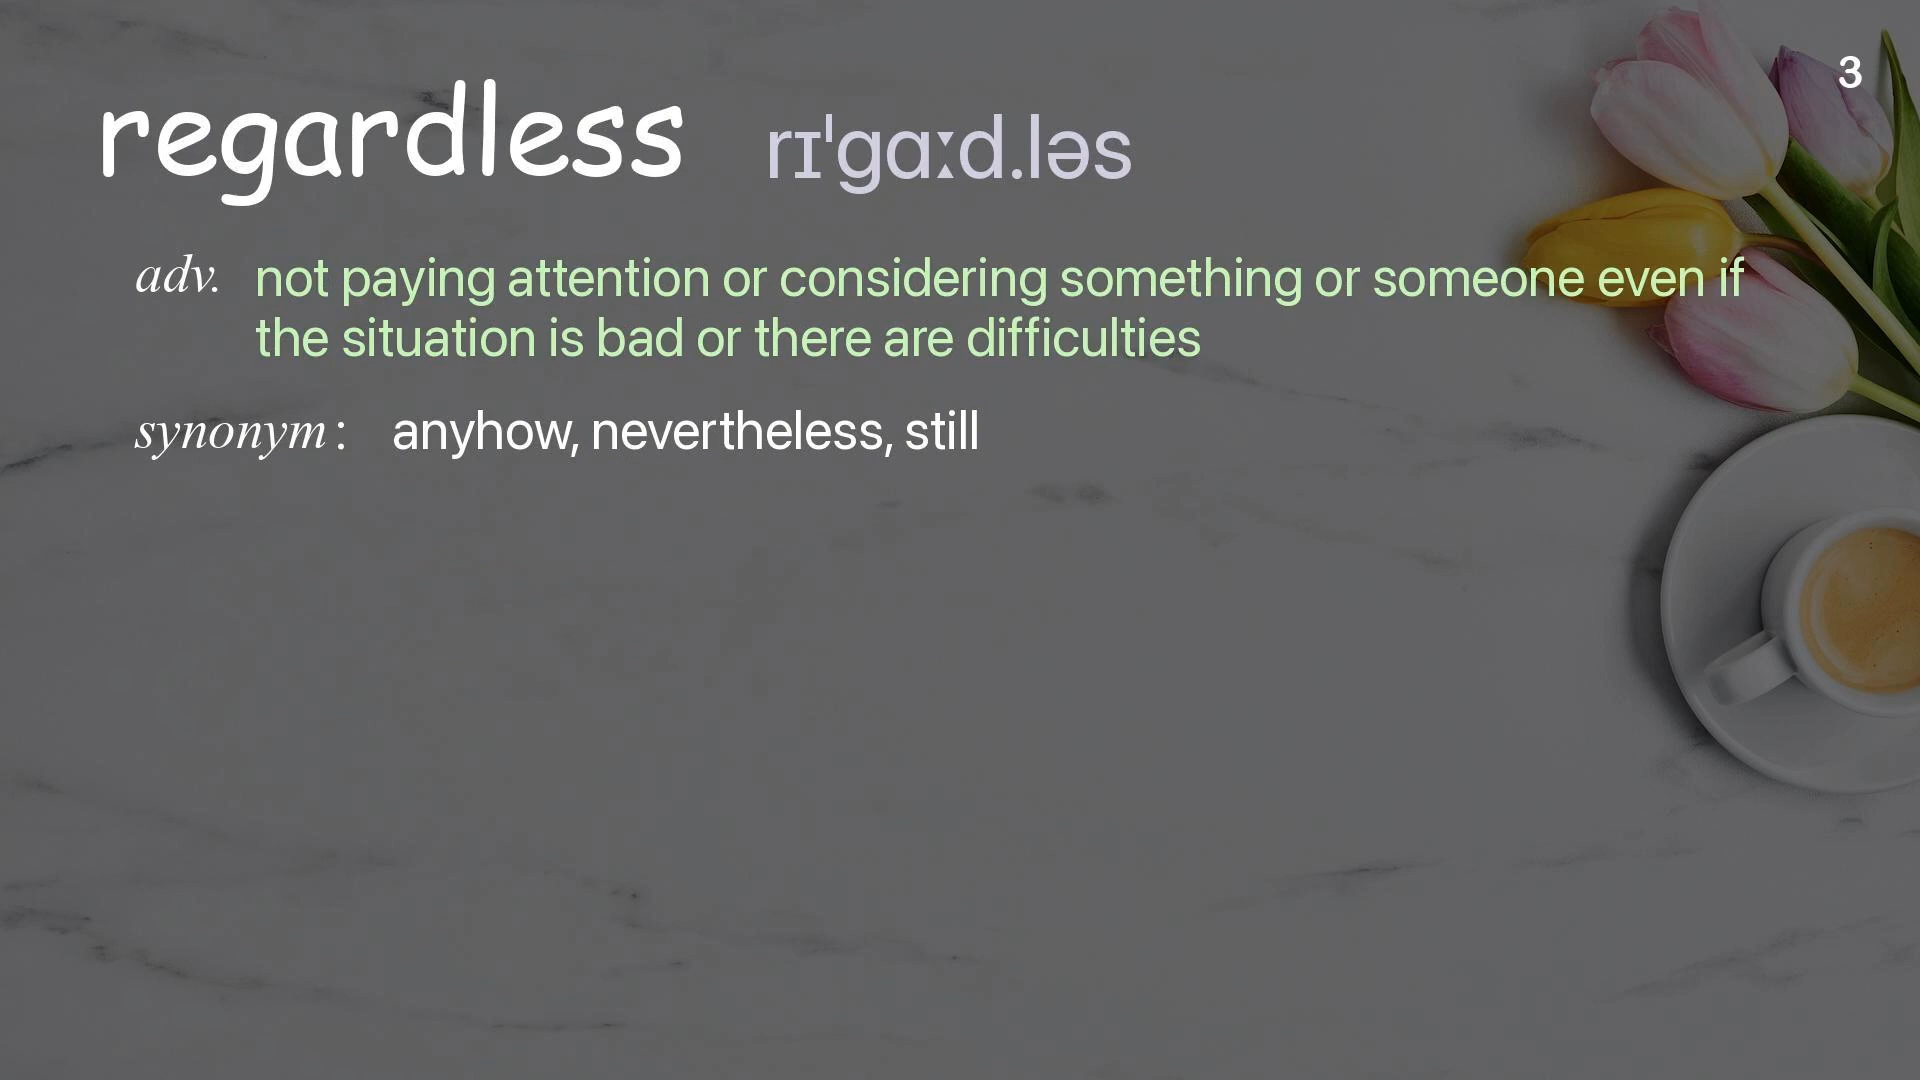 3
regardless rɪˈɡɑːd.ləs
adv. not paying attention or considering something or someone even if
the situation is bad or there are difficulties
synonym : anyhow, nevertheless, still